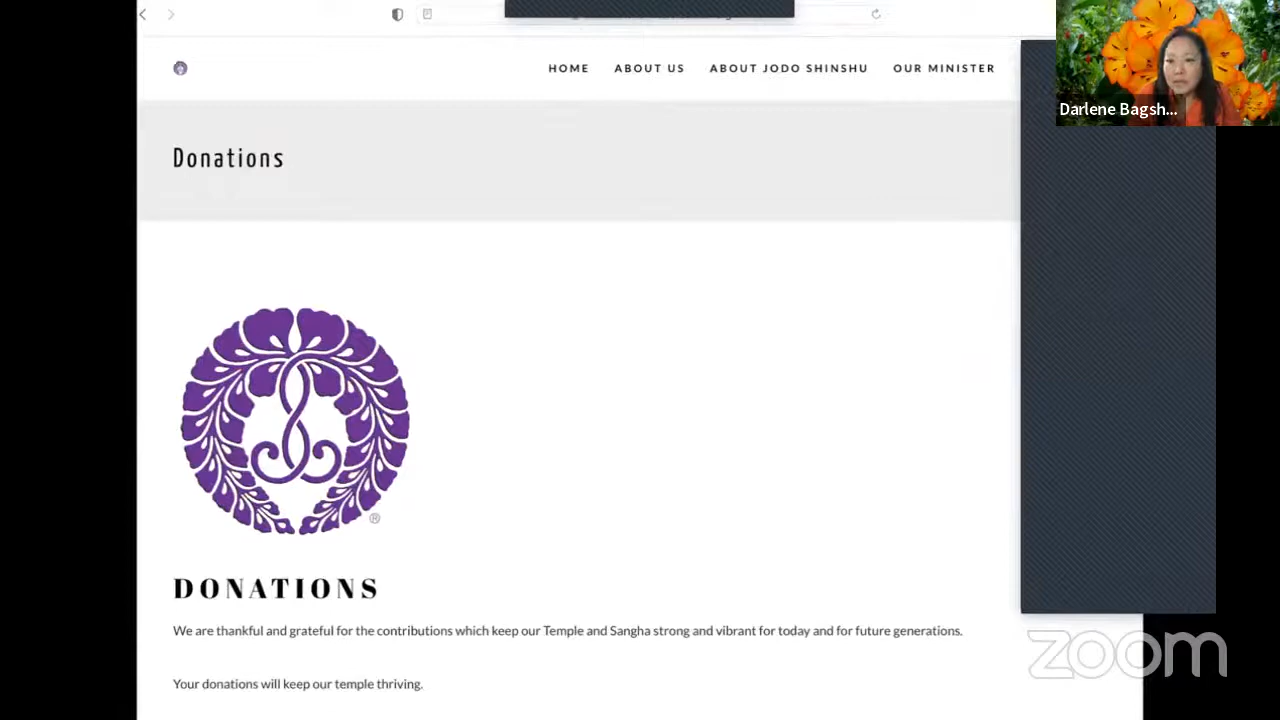 HOME ABOUT US ABOUT JODO SHINSHU OUR MINISTER
Darlene Bagsh...
Donations
®
DONATIONS
We are thankful and grateful for the contributions which keep our Temple and Sangha strong and vibrant for today and for future generations.
zoom
Your donations will keep our temple thriving.